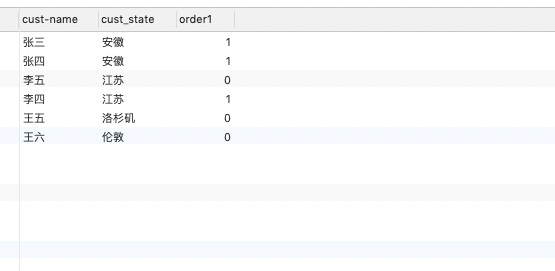 cust-name cust_state order1
张三 安徽 1
张四 安徽 1
李五 江苏 0
李四 江苏 1
王五 洛杉矶 0
王六 伦敦 0